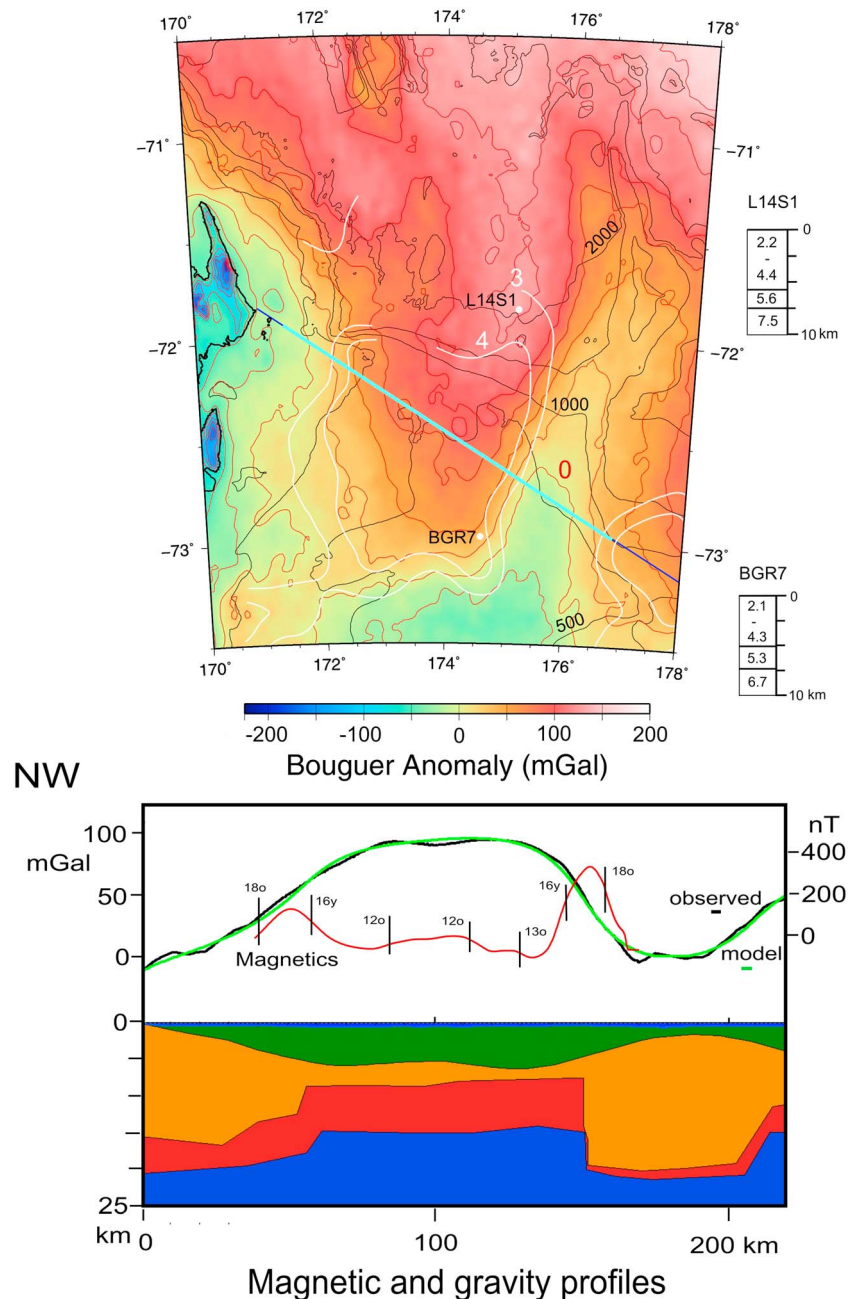 170˚ 172˚ 174˚ 176˚ 178˚
−71˚ −71˚
L14S1
0
2.2
-
4.4
5.6
7.5
10 km
2000
3
L14S1
4
−72˚ −72˚
1000
0
BGR7
−73˚ −73˚
BGR7
0
2.1
-
4.3
5.3
6.7
10 km
500
170˚ 172˚ 174˚ 176˚ 178˚
-200 -100 0 100 200
Bouguer Anomaly (mGal)
NW
100
mGal
50
0
nT
400
200
0
18o 16y 12o 12o 13o 16y 18o
observed
model
Magnetics
0
25
km
0 100 200 km
Magnetic and gravity profiles